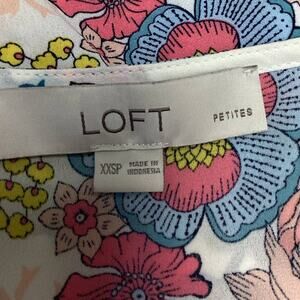 LOFT
PETITES
XXSP
MADE IN
INDONESIA